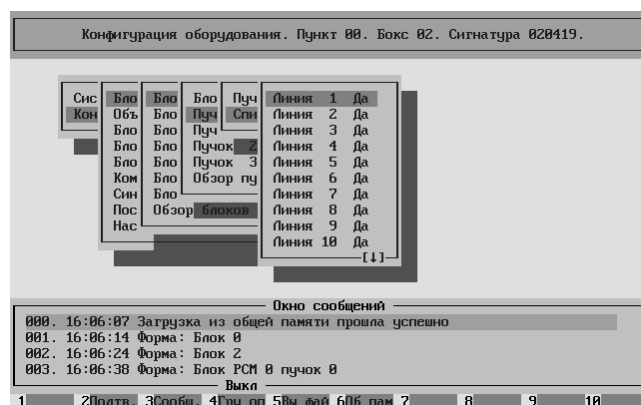 Конфигурация оборудования. Пункт 00. Бокс 02. Сигнатура 020419.
Сис Бло Бло Бло Пуч Линия 1 Да
Кон Объ Бло Пуч Спи Линия 2 Да
Бло Бло Пуч Линия 3 Да
Бло Бло Пучок 2 Линия 4 Да
Бло Бло Пучок 3 Линия 5 Да
Ком Бло Обзор пу Линия 6 Да
Син Бло Линия 7 Да
Пос Обзор блоков Линия 8 Да
Нас Линия 9 Да
Линия 10 Да
[↓]
Окно сообщений
000. 16:06:07 Загрузка из общей памяти прошла успешно
001. 16:06:14 Форма: Блок 0
002. 16:06:24 Форма: Блок 2
003. 16:06:38 Форма: Блок PCM 0 пучок 0
Выкл
1 2Подтв. 3Сообщ. 4Гру оп 5Вы фай 6Об пам 7 8 9 10